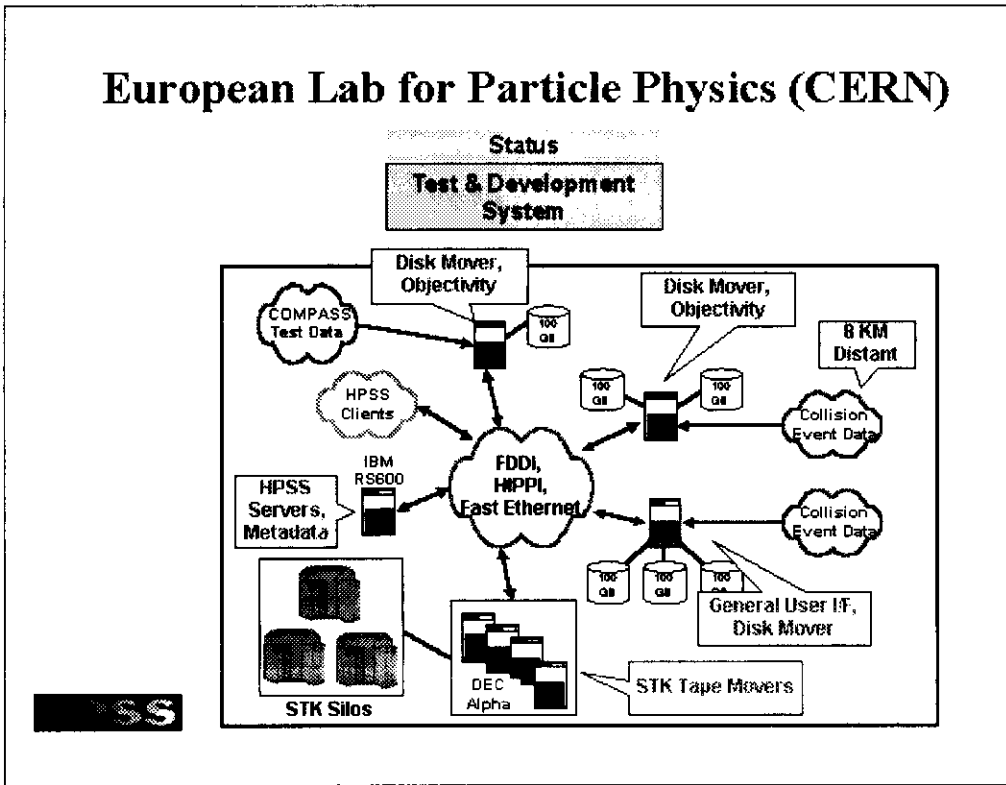 European Lab for Particle Physics (CERN)
Status
Test & Development
System
Disk Mover,
Objectivity
Disk Mover,
Objectivity
COMPASS
Test Data
100
GB
8 KM
Distant
HPSS
Clients
100
GB
100
GB
Collision
Event Data
IBM
RS600
FDDI,
HIPPI,
Fast Ethernet
HPSS
Servers,
Metadata
Collision
Event Data
100
GB
100
GB
100
General User I/F,
Disk Mover
DEC
Alpha
STK Tape Movers
STK Silos
SS